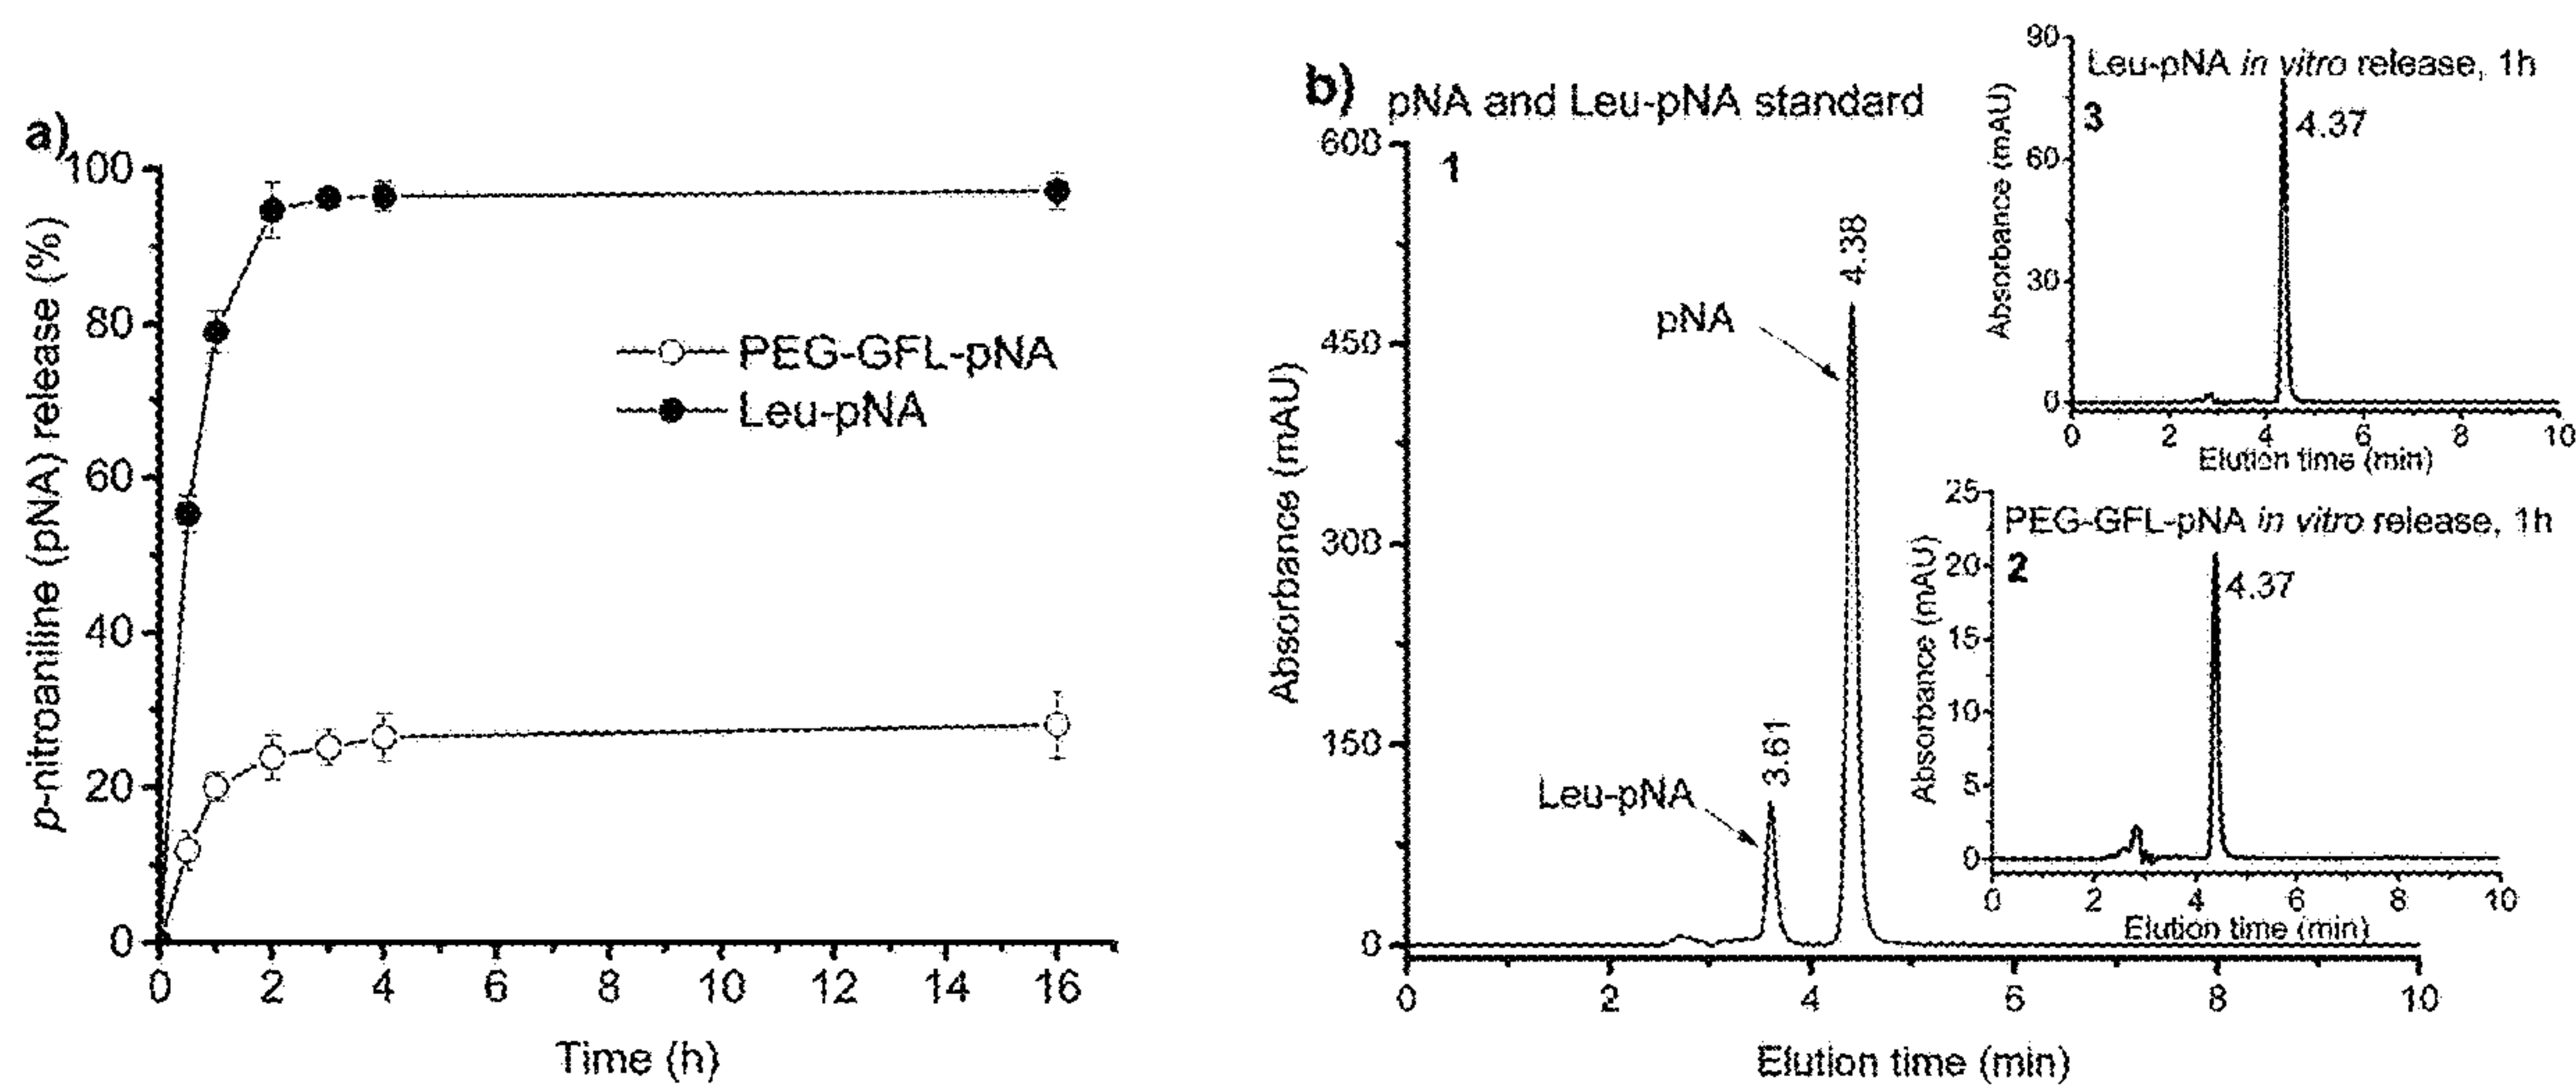 a)
100
80
60
40
20
0
p-nitroaniline (pNA) release (%)
PEG-GFL-pNA
Leu-pNA
0 2 4 6 8 10 12 14 16
Time (h)
b)
pNA and Leu-pNA standard
1
600
450
300
150
0
Absorbance (mAU)
pNA
4.38
Leu-pNA
3.61
0 2 4 6 8 10
Elution time (min)
Leu-pNA in vitro release, 1h
3
4.37
90
60
30
0
Absorbance (mAU)
0 2 4 6 8 10
Elution time (min)
PEG-GFL-pNA in vitro release, 1h
2
4.37
25
20
15
10
5
0
Absorbance (mAU)
0 2 4 6 8 10
Elution time (min)